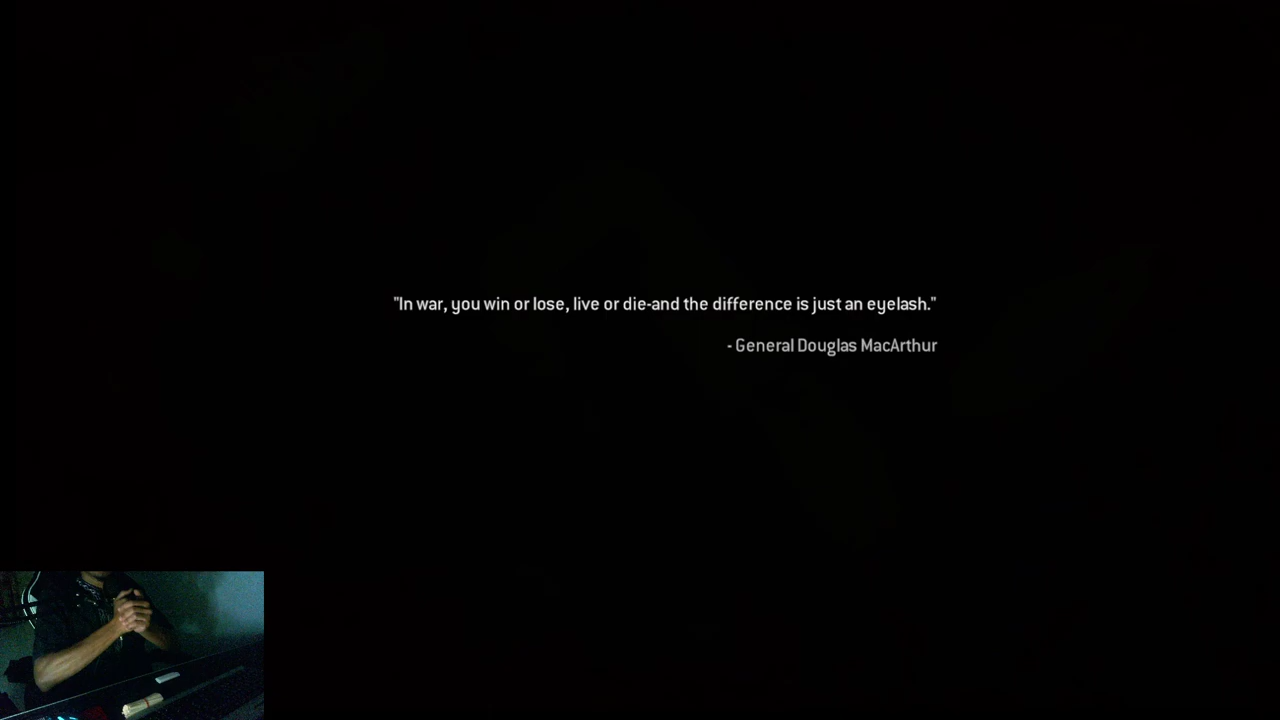 "In war, you win or lose, live or die-and the difference is just an eyelash."
- General Douglas MacArthur